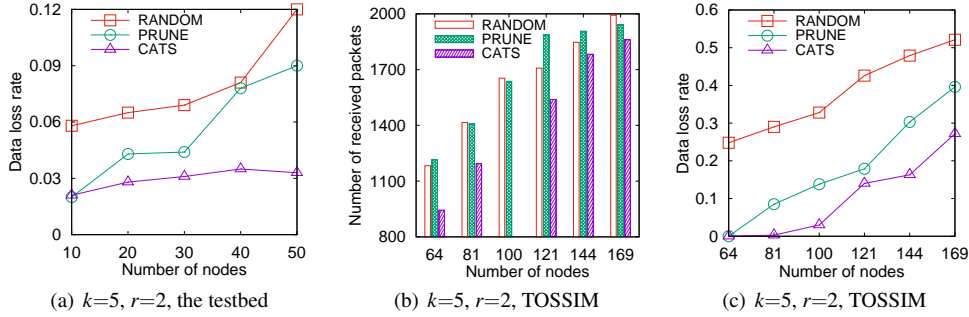 RANDOM
PRUNE
CATS
0.12
0.09
0.06
0.03
0
Data loss rate
10 20 30 40 50
Number of nodes
(a) k=5, r=2, the testbed
RANDOM
PRUNE
CATS
2000
1700
1400
1100
800
Number of received packets
64 81 100 121 144 169
Number of nodes
(b) k=5, r=2, TOSSIM
RANDOM
PRUNE
CATS
0.6
0.5
0.4
0.3
0.2
0.1
0
Data loss rate
64 81 100 121 144 169
Number of nodes
(c) k=5, r=2, TOSSIM